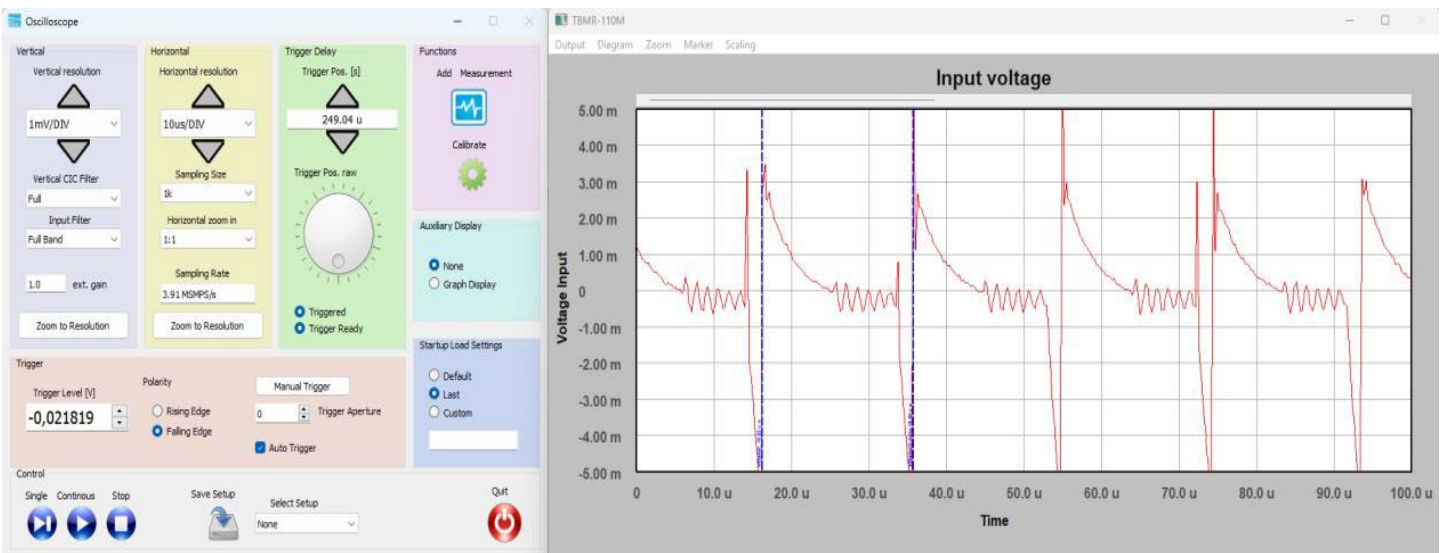 Oscilloscope
Vertical
Vertical resolution
1mV/DIV
Vertical CIC Filter
Full
Input Filter
Full Band
1.0 ext. gain
Zoom to Resolution
Horizontal
Horizontal resolution
10us/DIV
Sampling Size
1k
Horizontal zoom in
1:1
Sampling Rate
3.91 MSMPS/s
Zoom to Resolution
Trigger Delay
Trigger Pos. [s]
249.04 u
Trigger Pos. raw
Triggered
Trigger Ready
Functions
Add Measurement
Calibrate
Auxiliary Display
None
Graph Display
Startup Load Settings
Default
Last
Custom
Trigger
Trigger Level [V]
-0,021819
Polarity
Rising Edge
Falling Edge
Manual Trigger
0 Trigger Aperture
Auto Trigger
Control
Single Continous Stop
Save Setup
Select Setup
None
Quit
TBMR-110M
Output Diagram Zoom Marker Scaling
Input voltage
Voltage Input
5.00 m
4.00 m
3.00 m
2.00 m
1.00 m
0
-1.00 m
-2.00 m
-3.00 m
-4.00 m
-5.00 m
0 10.0 u 20.0 u 30.0 u 40.0 u 50.0 u 60.0 u 70.0 u 80.0 u 90.0 u 100.0 u
Time